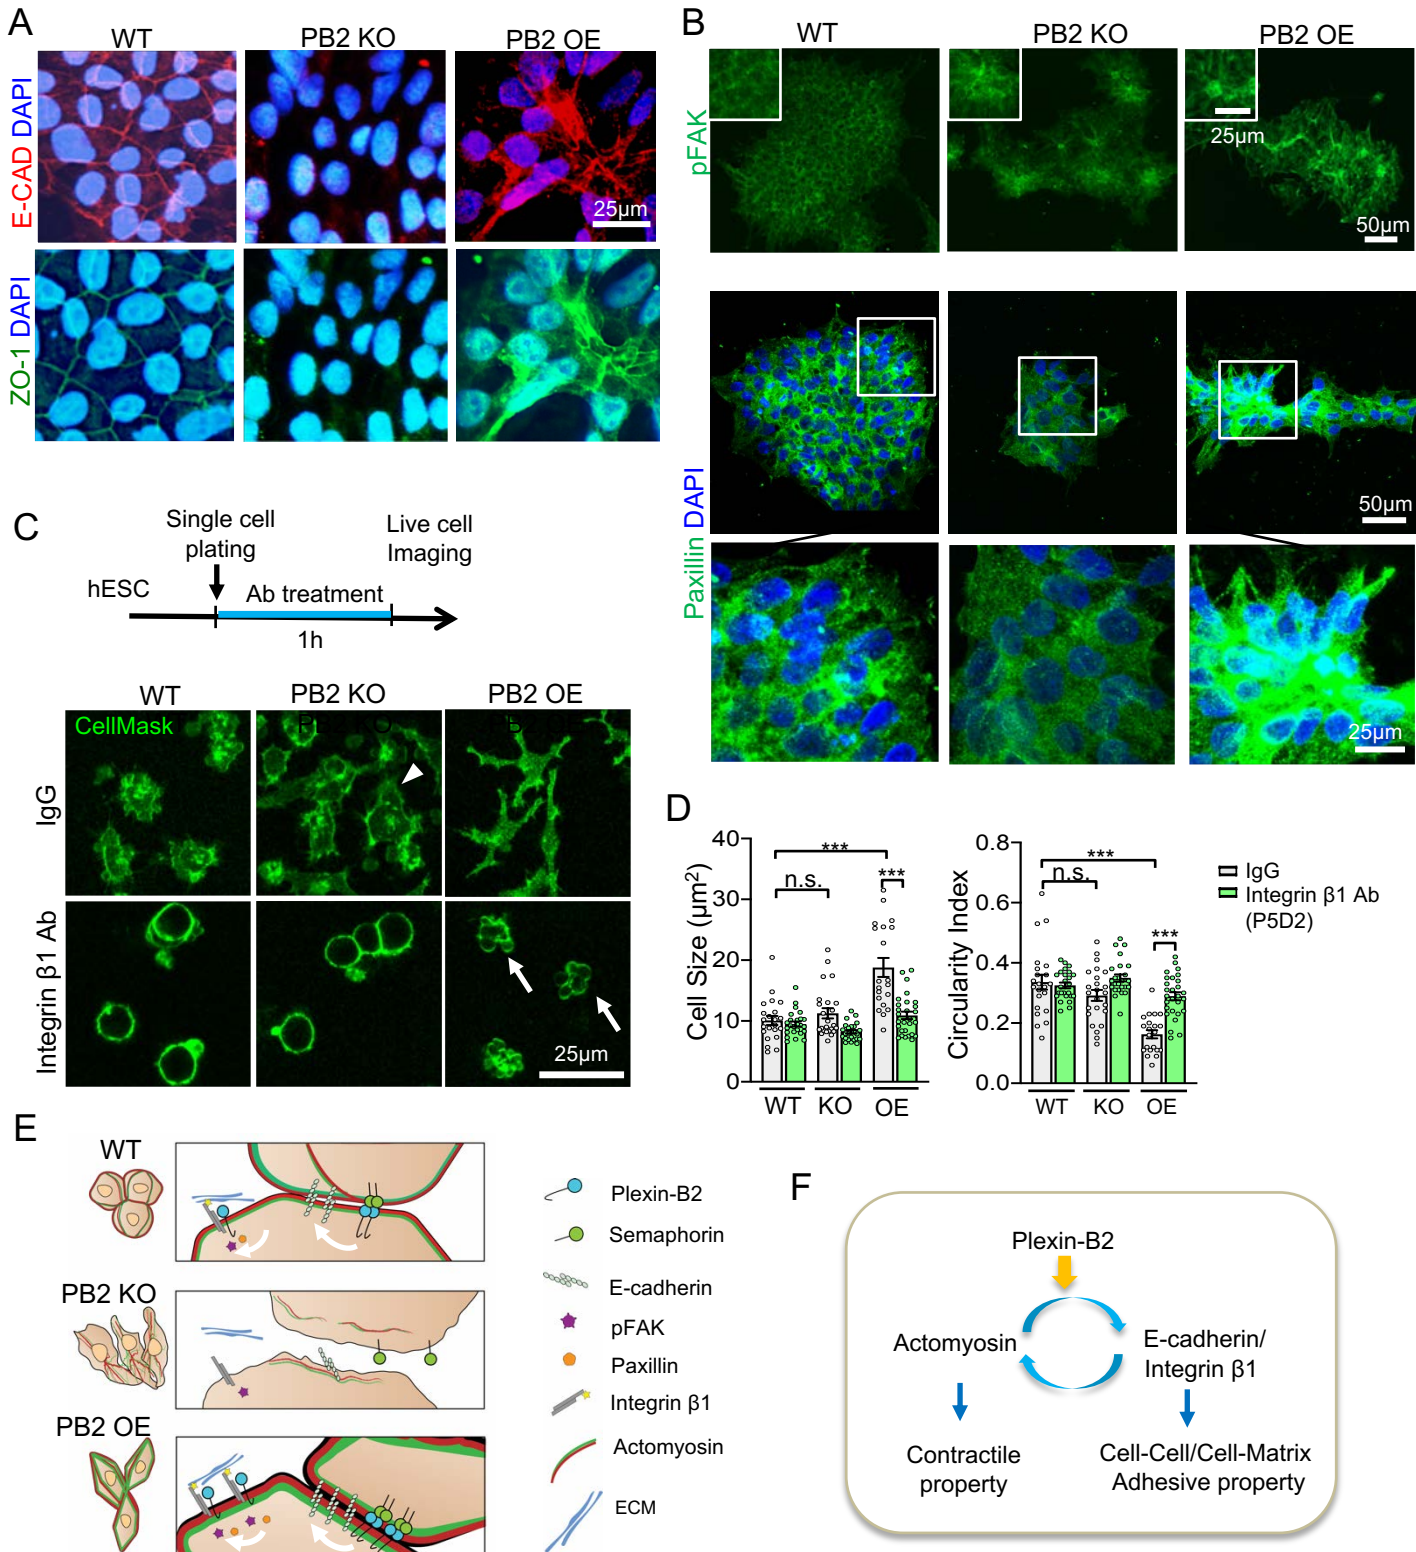 A
WT
PB2 KO
PB2 OE
E-CAD DAPI
25µm
ZO-1 DAPI
B
WT
PB2 KO
PB2 OE
pFAK
25µm
50µm
Paxillin DAPI
50µm
25µm
C
Single cell
plating
Live cell
Imaging
hESC
Ab treatment
1h
WT
PB2 KO
PB2 OE
CellMask
IgG
Integrin β1 Ab
25µm
D
Cell Size (µm²)
40
30
20
10
0
***
n.s.
***
WT
KO
OE
Circularity Index
0.8
0.6
0.4
0.2
0.0
***
n.s.
***
WT
KO
OE
IgG
Integrin β1 Ab
(P5D2)
E
WT
PB2 KO
PB2 OE
Plexin-B2
Semaphorin
E-cadherin
pFAK
Paxillin
Integrin β1
Actomyosin
ECM
F
Plexin-B2
Actomyosin
E-cadherin/
Integrin β1
Contractile
property
Cell-Cell/Cell-Matrix
Adhesive property